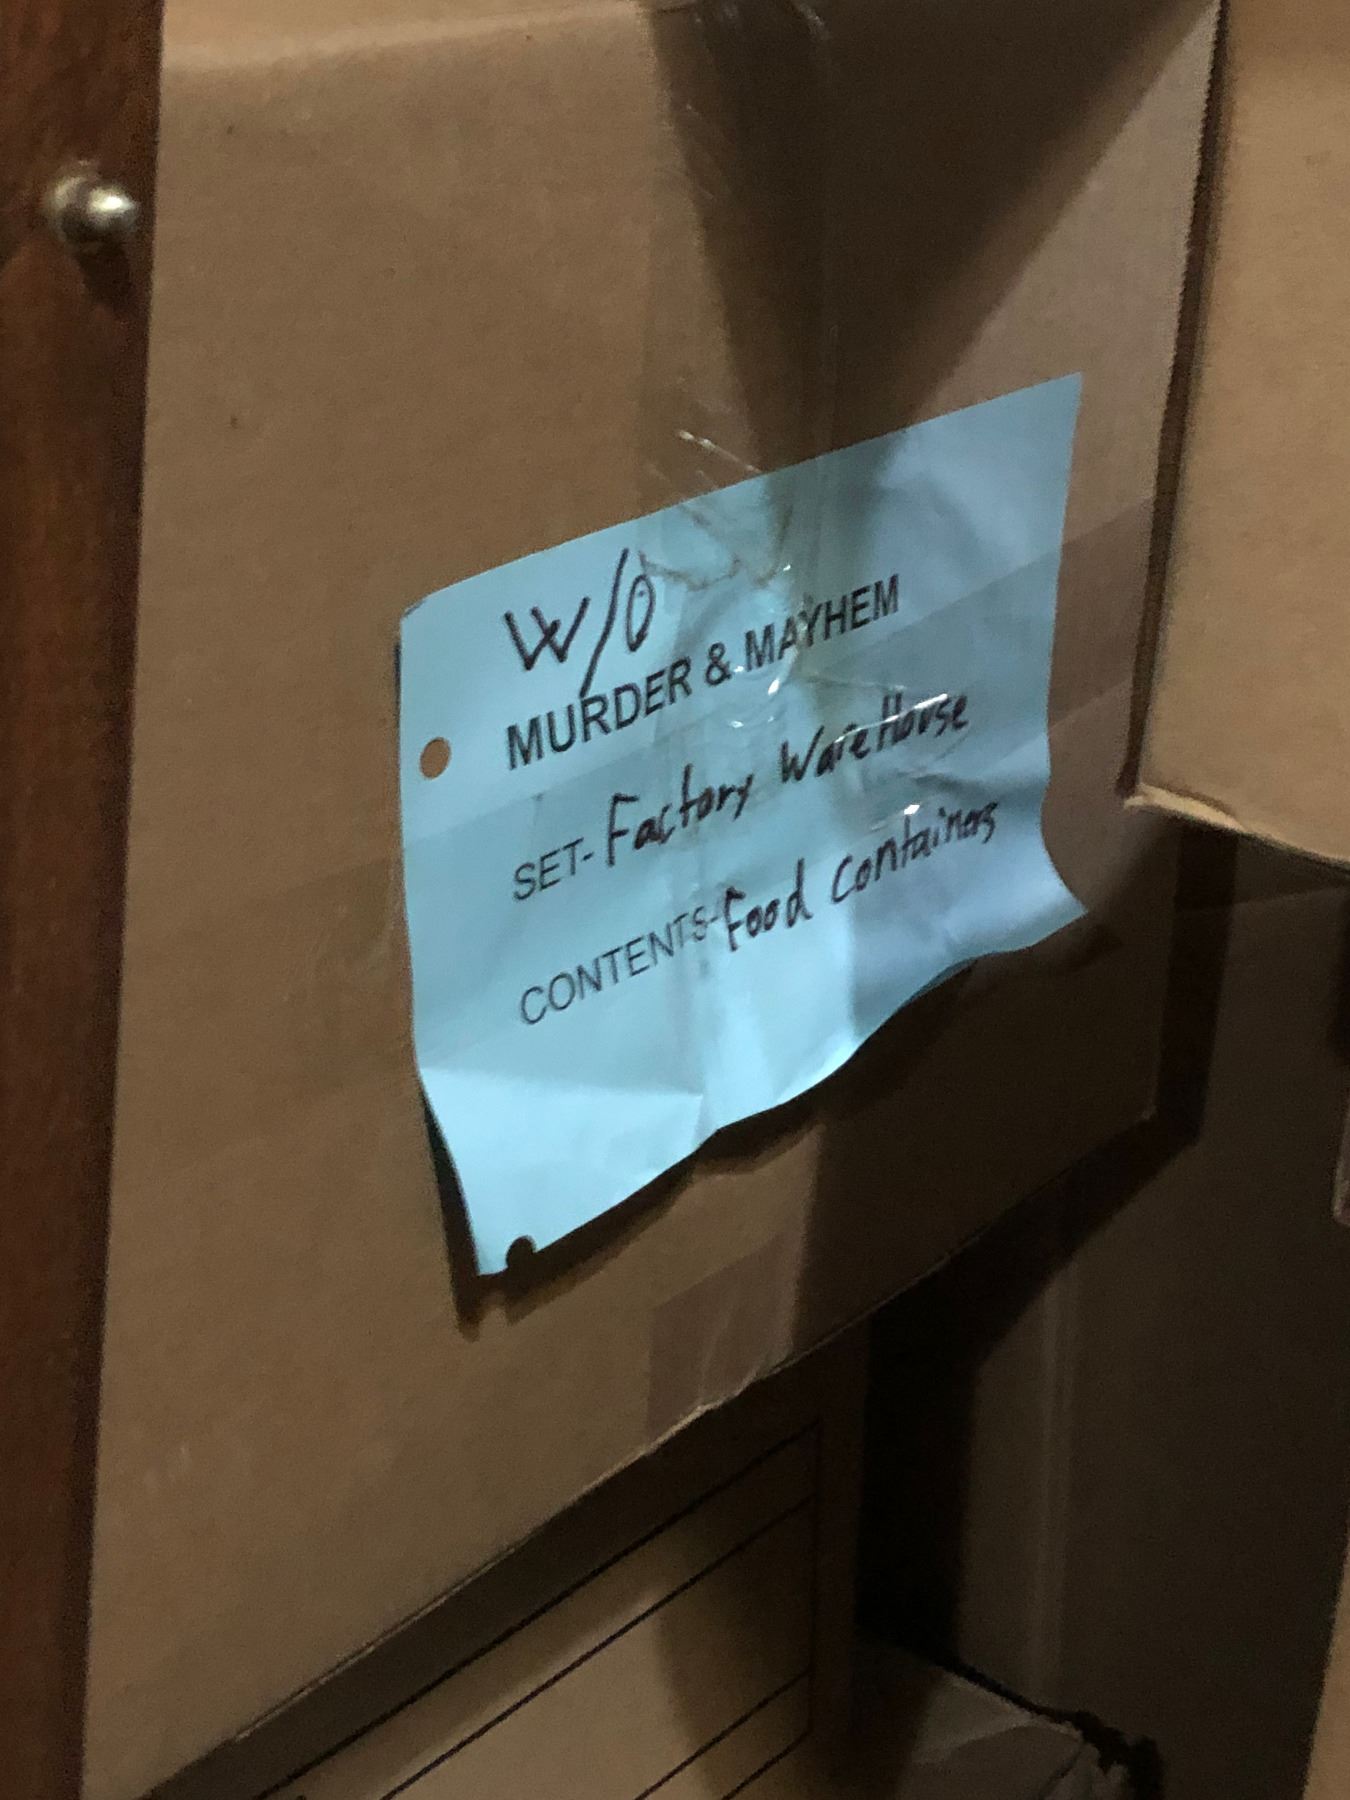 W/O
MURDER & MAYHEM
SET- Factory WareHouse
CONTENTS- Food Containers